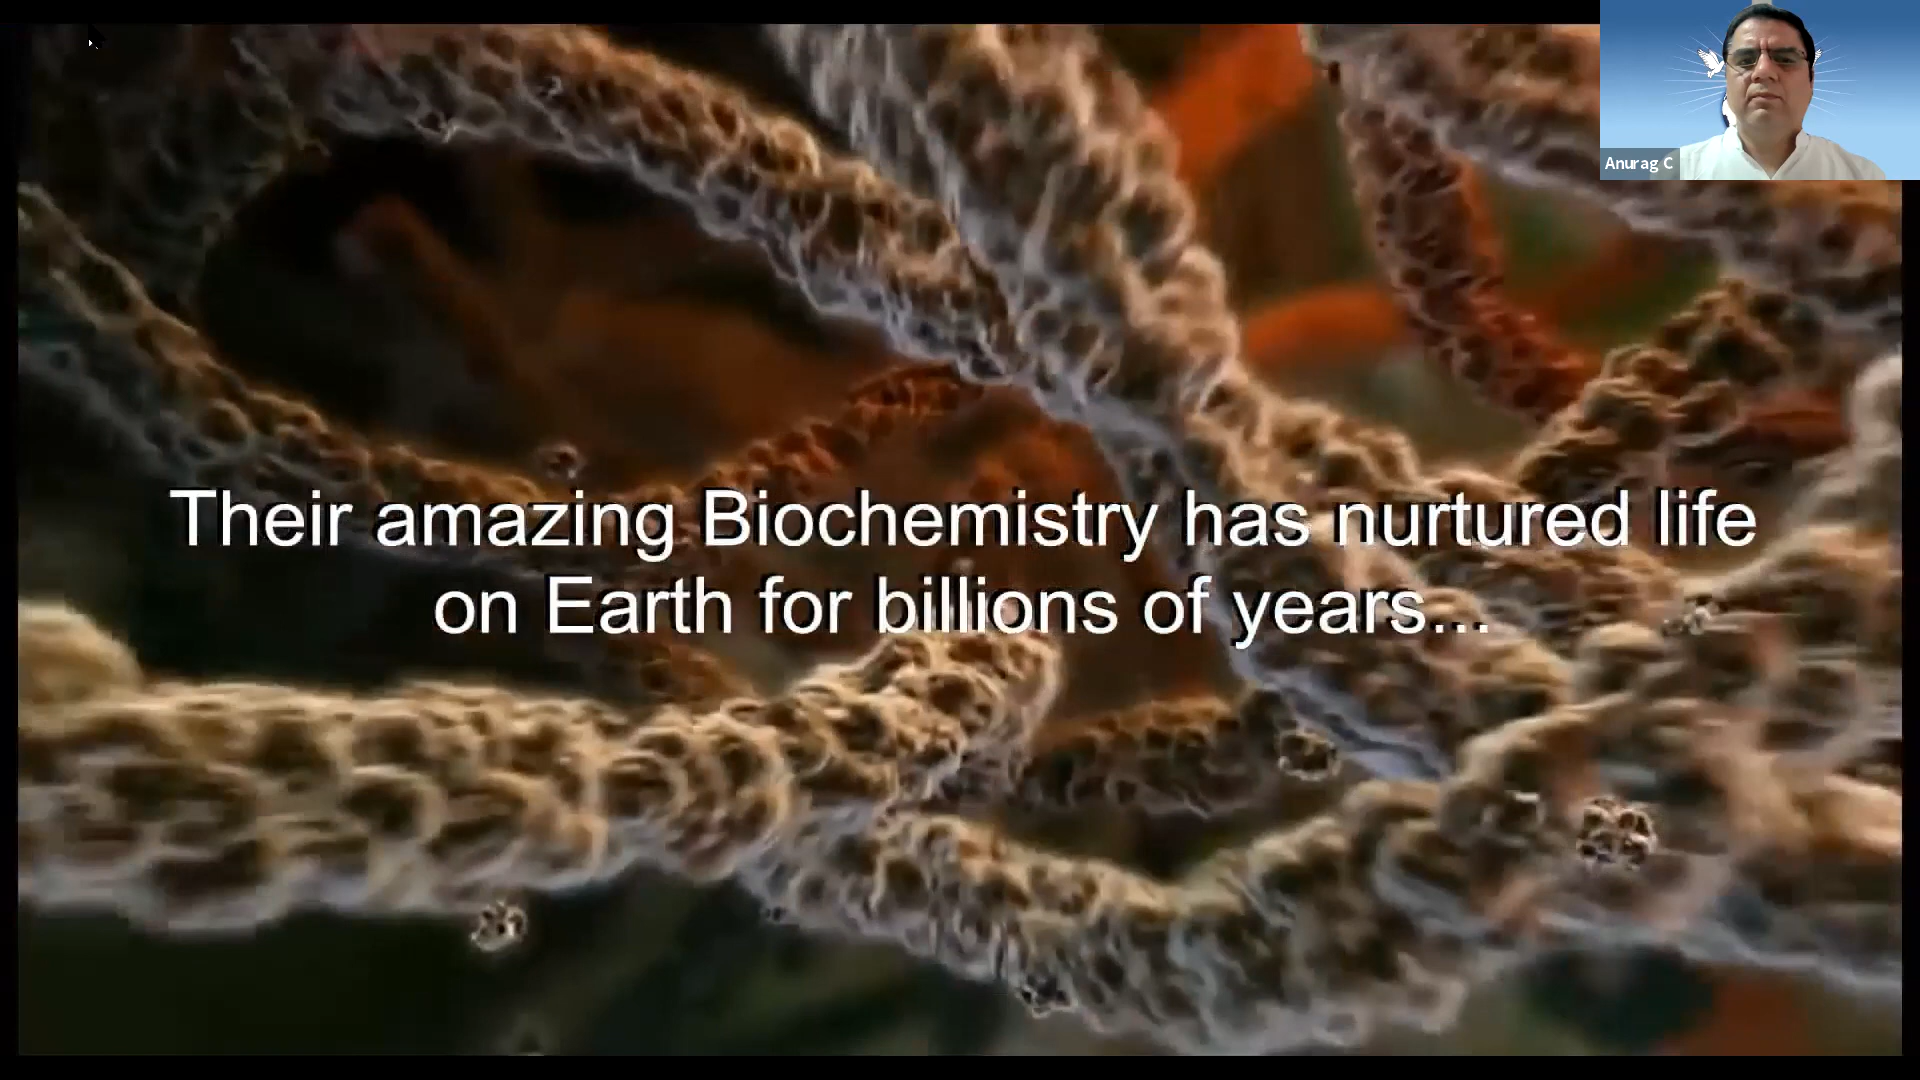 Anurag C
Their amazing Biochemistry has nurtured life
on Earth for billions of years...